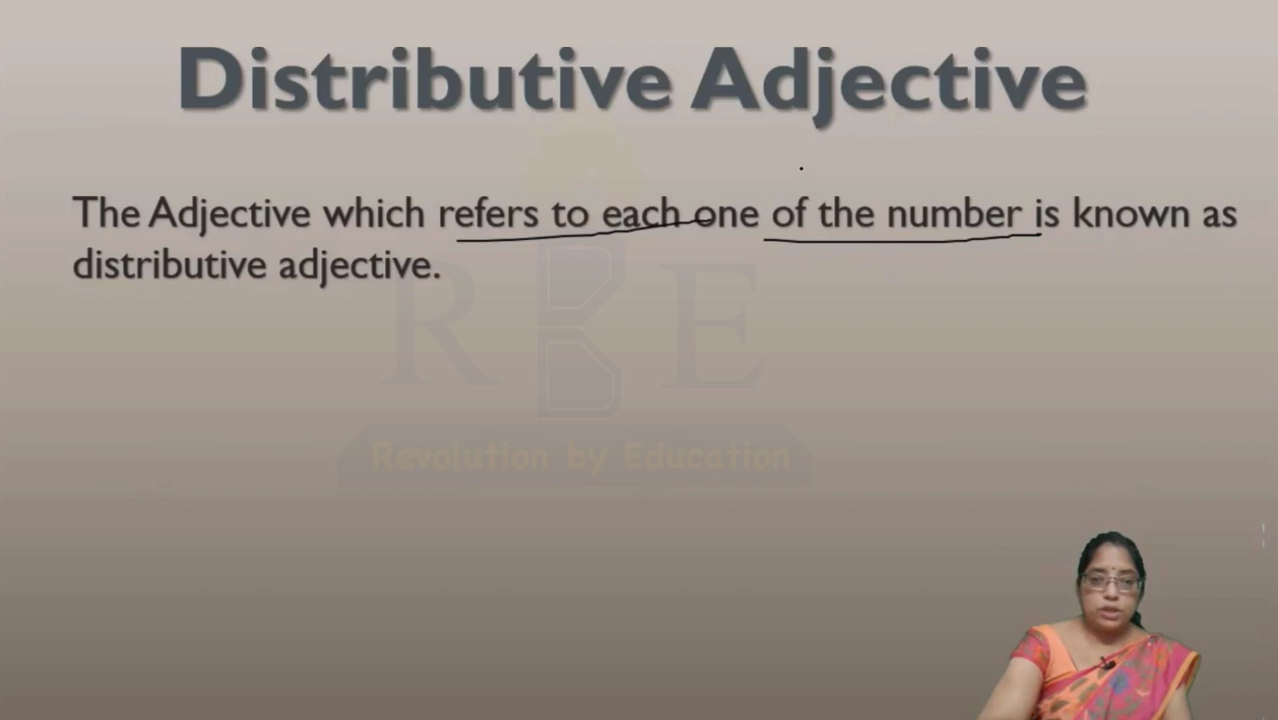 Distributive Adjective
The Adjective which refers to each one of the number is known as
distributive adjective.
R B E
Revolution by Education